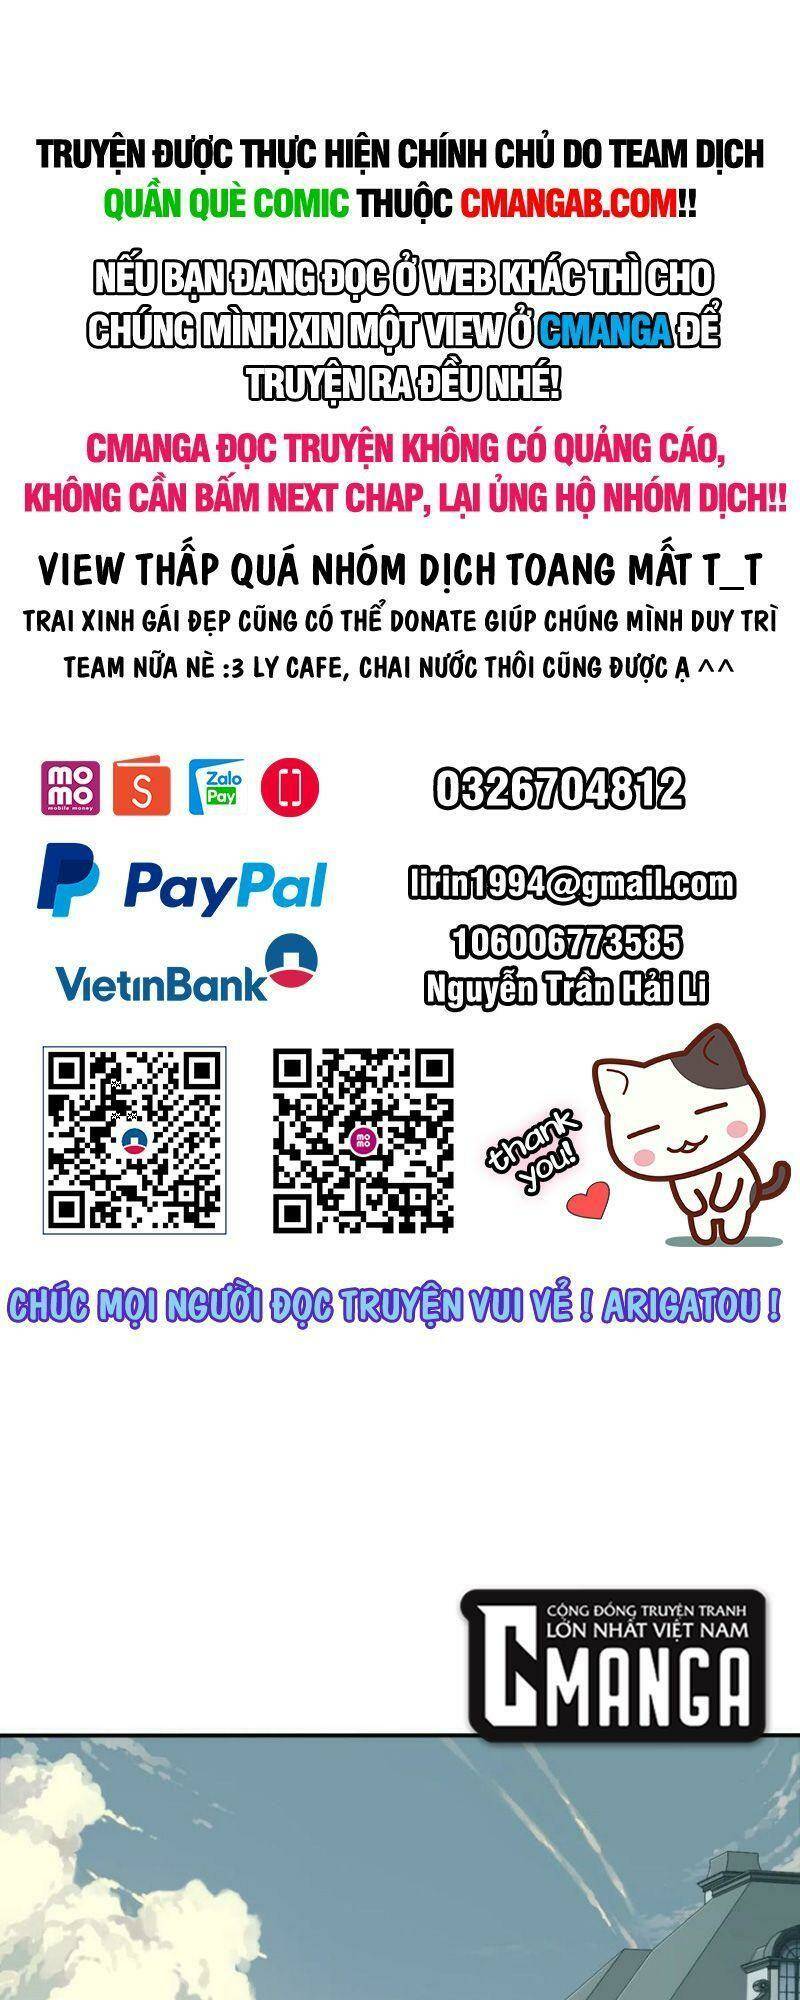 TRUYỆN ĐƯỢC THỰC HIỆN CHÍNH CHỦ DO TEAM DỊCH
QUẦN QUÈ COMIC THUỘC CMANGAB.COM!!
NẾU BẠN ĐANG ĐỌC Ở WEB KHÁC THÌ CHO
CHÚNG MÌNH XIN MỘT VIEW Ở CMANGA ĐỂ
TRUYỆN RA ĐỀU NHÉ!
CMANGA ĐỌC TRUYỆN KHÔNG CÓ QUẢNG CÁO,
KHÔNG CẦN BẤM NEXT CHAP, LẠI ỦNG HỘ NHÓM DỊCH!!
VIEW THẤP QUÁ NHÓM DỊCH TOANG MẤT T_T
TRAI XINH GÁI ĐẸP CŨNG CÓ THỂ DONATE GIÚP CHÚNG MÌNH DUY TRÌ
TEAM NỮA NÈ :3 LY CAFE, CHAI NƯỚC THÔI CŨNG ĐƯỢC Ạ ^^
momo
mobile money
S
Zalo
Pay
0326704812
PayPal
lirin1994@gmail.com
VietinBank
106006773585
Nguyễn Trần Hải Li
momo
thank
you!
CHÚC MỌI NGƯỜI ĐỌC TRUYỆN VUI VẺ ! ARIGATOU !
CỘNG ĐỒNG TRUYỆN TRANH
LỚN NHẤT VIỆT NAM
CMANGA